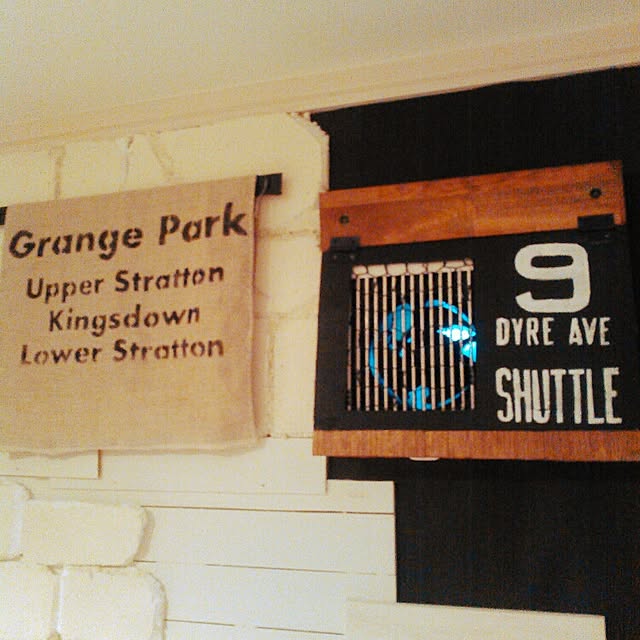 Grange Park
Upper Stratton
Kingsdown
Lower Stratton
9
DYRE AVE
SHUTTLE